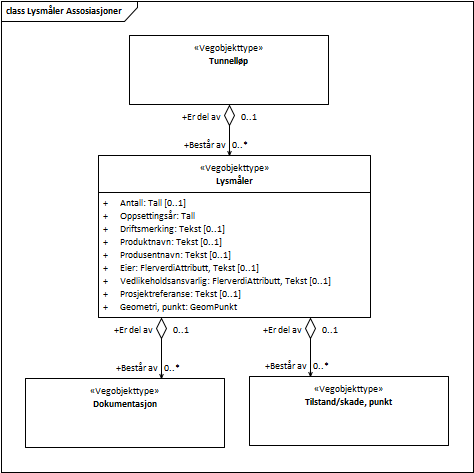 class Lysmåler Assosiasjoner
«Vegobjekttype»
Tunnelløp
+Er del av 0..1
+Består av 0..*
«Vegobjekttype»
Lysmåler
+ Antall: Tall [0..1]
+ Oppsettingsår: Tall
+ Driftsmerking: Tekst [0..1]
+ Produktnavn: Tekst [0..1]
+ Produsentnavn: Tekst [0..1]
+ Eier: FlerverdiAttributt, Tekst [0..1]
+ Vedlikeholdsansvarlig: FlerverdiAttributt, Tekst [0..1]
+ Prosjektreferanse: Tekst [0..1]
+ Geometri, punkt: GeomPunkt
+Er del av 0..1
+Består av 0..*
«Vegobjekttype»
Dokumentasjon
+Er del av 0..1
+Består av 0..*
«Vegobjekttype»
Tilstand/skade, punkt